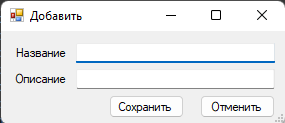 Добавить
Название
Описание
Сохранить Отменить